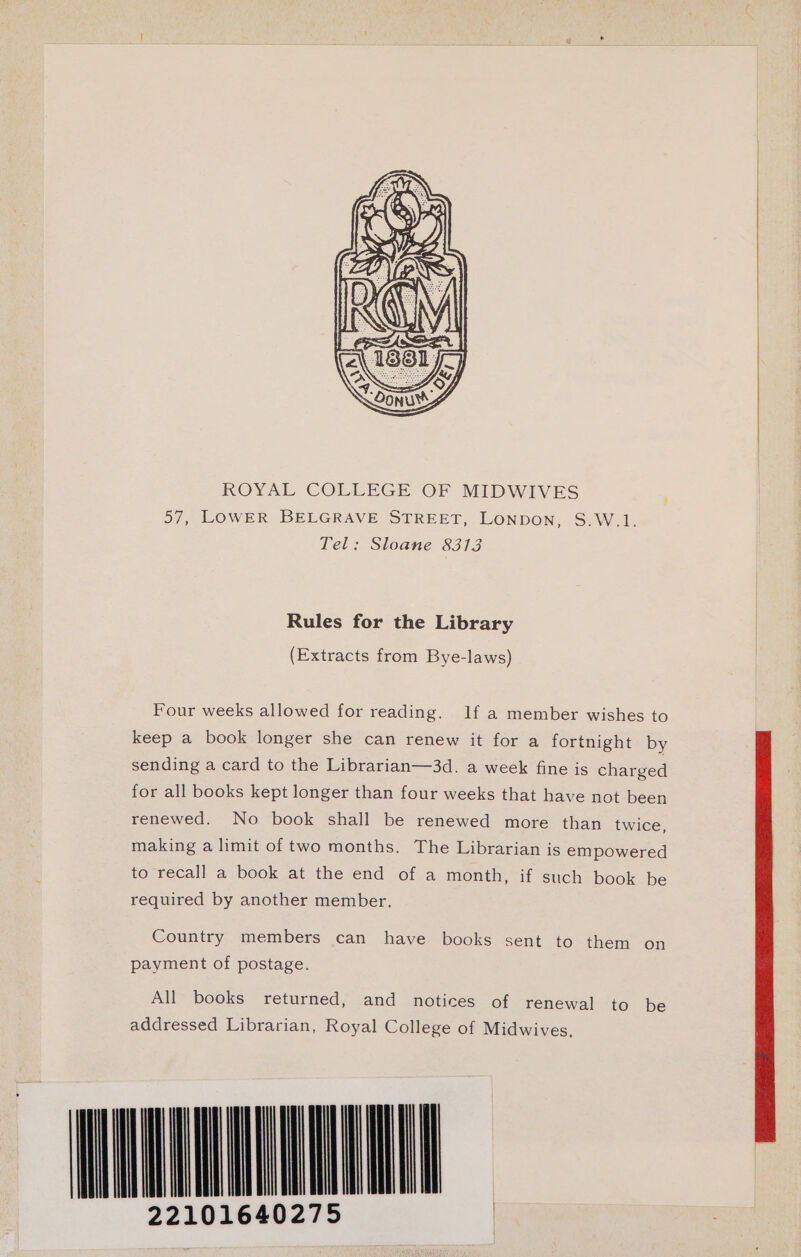 RCM
1881
VITA · DONUM · DEI
ROYAL COLLEGE OF MIDWIVES
57, LOWER BELGRAVE STREET, LONDON, S.W.1.
Tel: Sloane 8313
Rules for the Library
(Extracts from Bye-laws)
Four weeks allowed for reading. If a member wishes to
keep a book longer she can renew it for a fortnight by
sending a card to the Librarian—3d. a week fine is charged
for all books kept longer than four weeks that have not been
renewed. No book shall be renewed more than twice,
making a limit of two months. The Librarian is empowered
to recall a book at the end of a month, if such book be
required by another member.
Country members can have books sent to them on
payment of postage.
All books returned, and notices of renewal to be
addressed Librarian, Royal College of Midwives.
22101640275